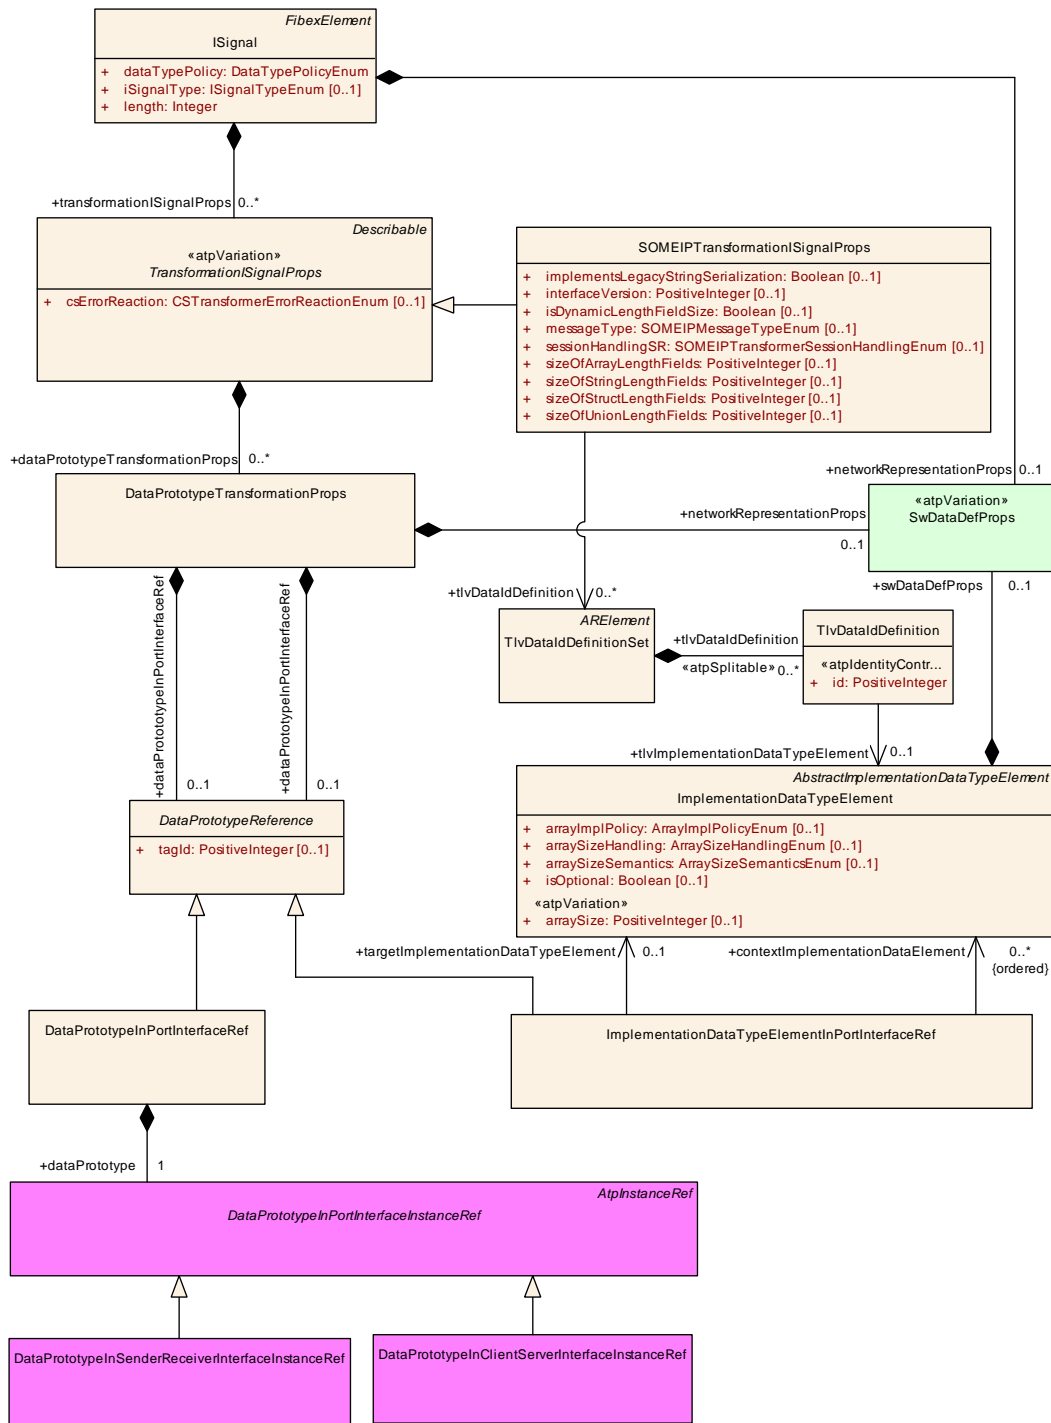 FibexElement
ISignal
+ dataTypePolicy: DataTypePolicyEnum
+ iSignalType: ISignalTypeEnum [0..1]
+ length: Integer
+transformationISignalProps 0..*
Describable
«atpVariation»
TransformationISignalProps
+ csErrorReaction: CSTransformerErrorReactionEnum [0..1]
SOMEIPTransformationISignalProps
+ implementsLegacyStringSerialization: Boolean [0..1]
+ interfaceVersion: PositiveInteger [0..1]
+ isDynamicLengthFieldSize: Boolean [0..1]
+ messageType: SOMEIPMessageTypeEnum [0..1]
+ sessionHandlingSR: SOMEIPTransformerSessionHandlingEnum [0..1]
+ sizeOfArrayLengthFields: PositiveInteger [0..1]
+ sizeOfStringLengthFields: PositiveInteger [0..1]
+ sizeOfStructLengthFields: PositiveInteger [0..1]
+ sizeOfUnionLengthFields: PositiveInteger [0..1]
+dataPrototypeTransformationProps 0..*
+networkRepresentationProps 0..1
DataPrototypeTransformationProps
+networkRepresentationProps
0..1
«atpVariation»
SwDataDefProps
+swDataDefProps 0..1
+dataPrototototypeInPortInterfaceRef
0..1
+dataPrototypeInPortInterfaceRef
0..1
+tlvDataIdDefinition 0..*
ARElement
TlvDataIdDefinitionSet
+tlvDataIdDefinition
«atpSplitable» 0..*
TlvDataIdDefinition
«atpIdentityContr...
+ id: PositiveInteger
+tlvImplementationDataTypeElement 0..1
DataPrototypeReference
+ tagId: PositiveInteger [0..1]
AbstractImplementationDataTypeElement
ImplementationDataTypeElement
+ arrayImplPolicy: ArrayImplPolicyEnum [0..1]
+ arraySizeHandling: ArraySizeHandlingEnum [0..1]
+ arraySizeSemantics: ArraySizeSemanticsEnum [0..1]
+ isOptional: Boolean [0..1]
«atpVariation»
+ arraySize: PositiveInteger [0..1]
+targetImplementationDataTypeElement 0..1
+contextImplementationDataElement 0..*
{ordered}
DataPrototypeInPortInterfaceRef
ImplementationDataTypeElementInPortInterfaceRef
+dataPrototype 1
AtpInstanceRef
DataPrototypeInPortInterfaceInstanceRef
DataPrototypeInSenderReceiverInterfaceInstanceRef
DataPrototypeInClientServerInterfaceInstanceRef